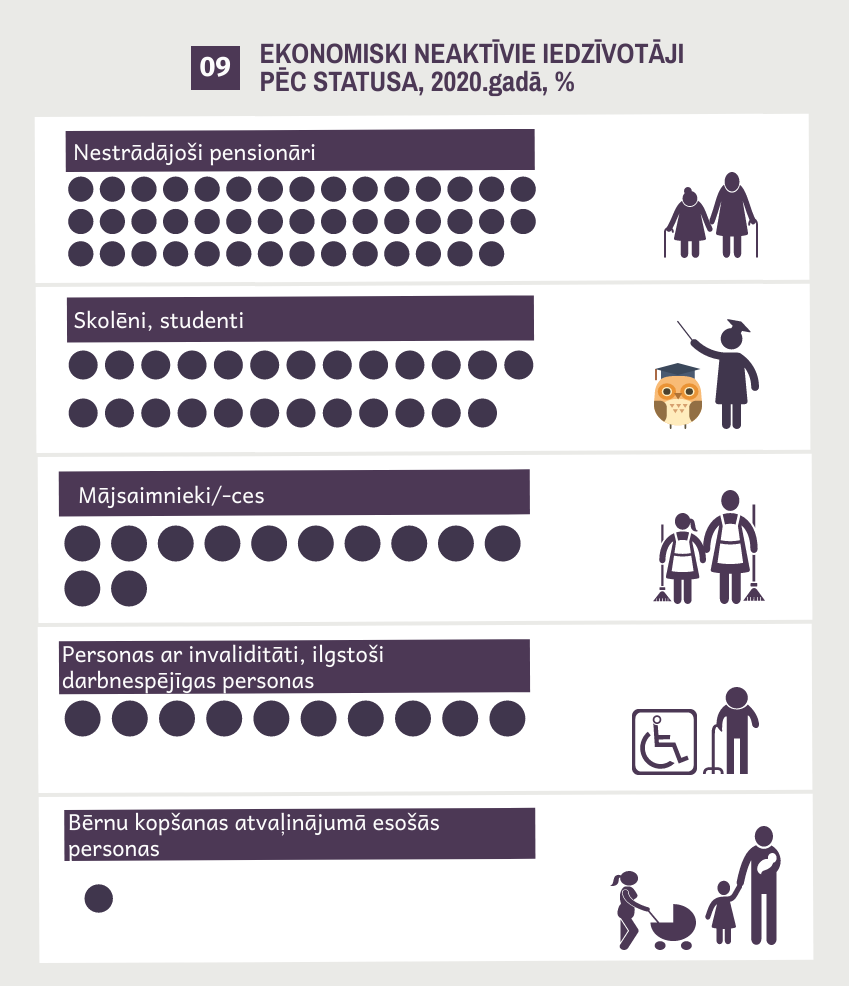 09
EKONOMISKI NEAKTĪVIE IEDZĪVOTĀJI
PĒC STATUSA, 2020.gadā, %
Nestrādājoši pensionāri
Skolēni, studenti
Mājsaimnieki/-ces
Personas ar invaliditāti, ilgstoši
darbnespējīgas personas
Bērnu kopšanas atvaļinājumā esošās
personas